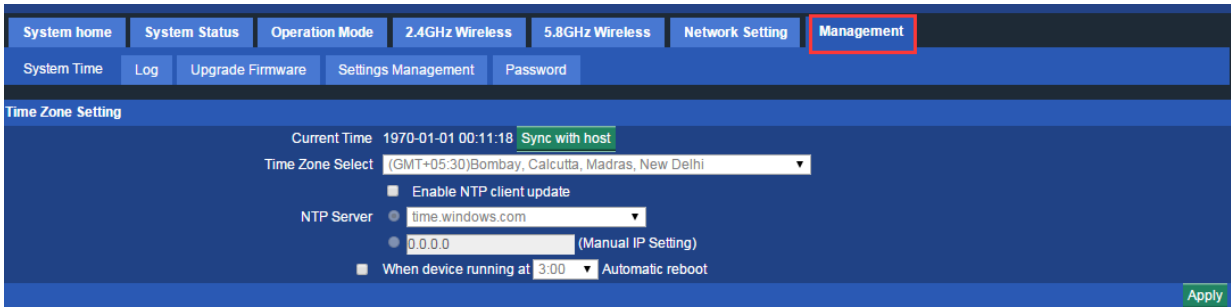 System home System Status Operation Mode 2.4GHz Wireless 5.8GHz Wireless Network Setting Management
System Time Log Upgrade Firmware Settings Management Password
Time Zone Setting
Current Time 1970-01-01 00:11:18 Sync with host
Time Zone Select (GMT+05:30)Bombay, Calcutta, Madras, New Delhi
Enable NTP client update
NTP Server time.windows.com
0.0.0.0 (Manual IP Setting)
When device running at 3:00 Automatic reboot
Apply